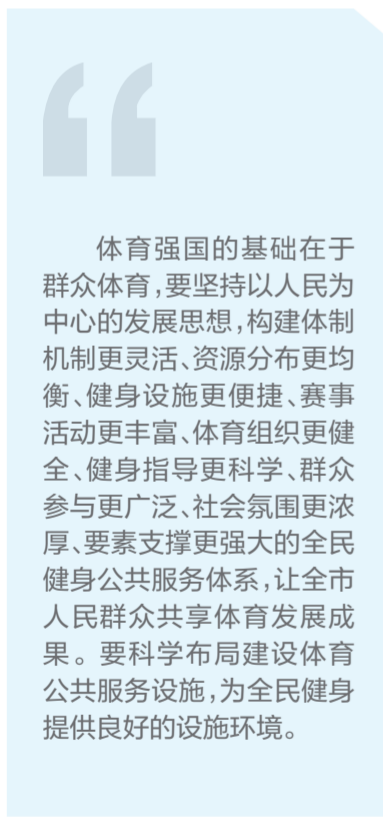 体育强国的基础在于
群众体育,要坚持以人民为
中心的发展思想,构建体制
机制更灵活、资源分布更均
衡、健身设施更便捷、赛事
活动更丰富、体育组织更健
全、健身指导更科学、群众
参与更广泛、社会氛围更浓
厚、要素支撑更强大的全民
健身公共服务体系,让全市
人民群众共享体育发展成
果。要科学布局建设体育
公共服务设施,为全民健身
提供良好的设施环境。